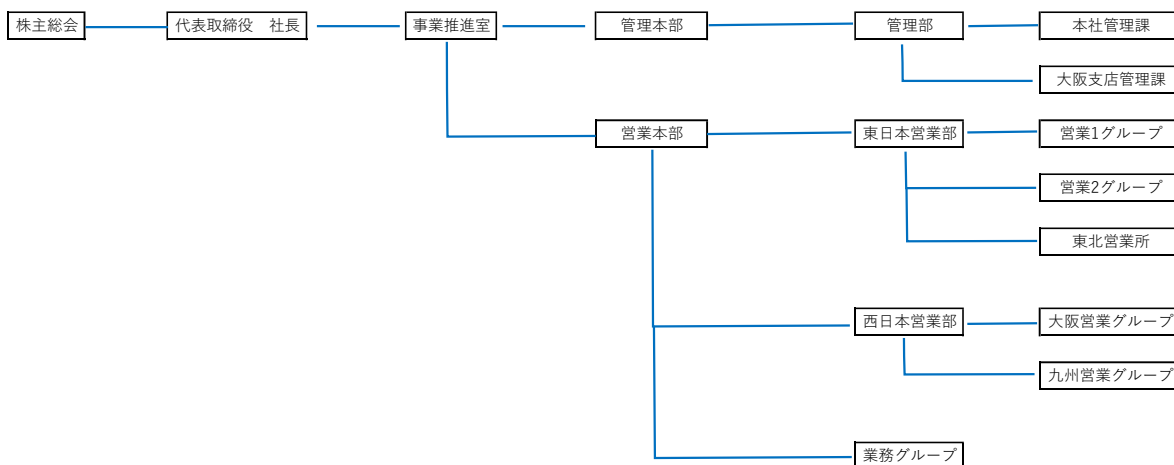 株主総会
代表取締役　社長
事業推進室
管理本部
管理部
本社管理課
大阪支店管理課
営業本部
東日本営業部
営業1グループ
営業2グループ
東北営業所
西日本営業部
大阪営業グループ
九州営業グループ
業務グループ